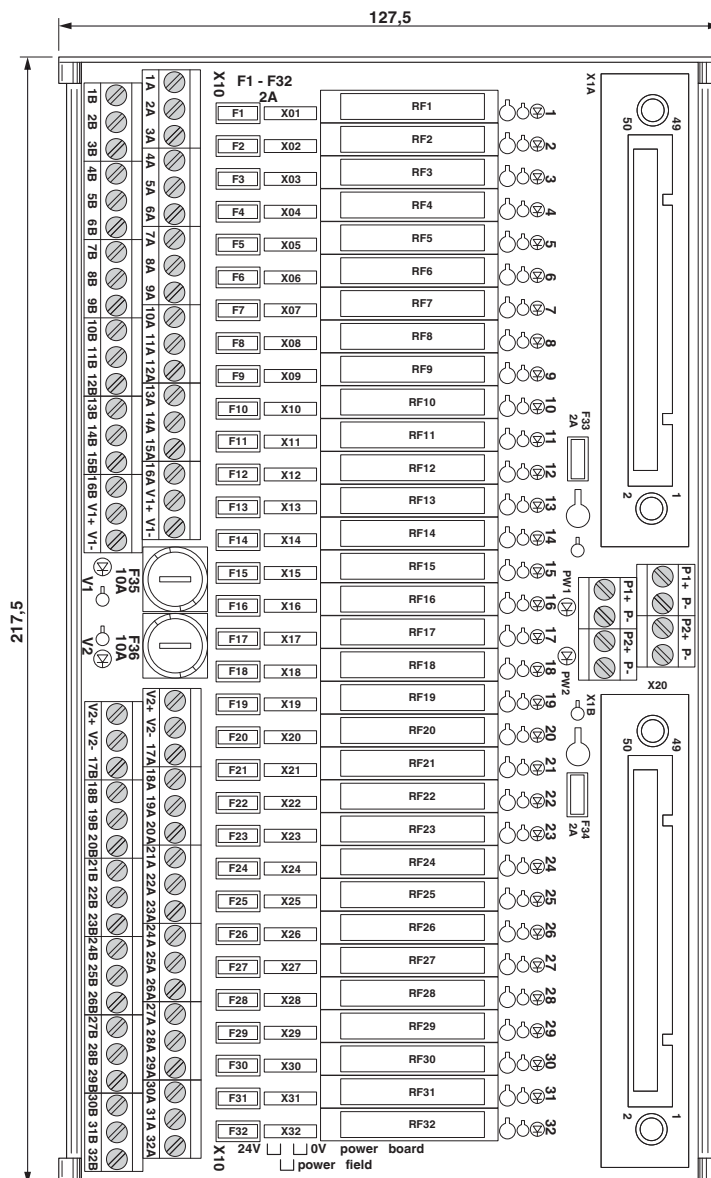 127,5
217,5
X10
F1 - F32
2A
X1A
50
49
2
1
1B
2B
3B
4B
5B
6B
7B
8B
9B
10B
11B
12B
13B
14B
15B
16B
V1+
V1-
1A
2A
3A
4A
5A
6A
7A
8A
9A
10A
11A
12A
13A
14A
15A
16A
V1+
V1-
F35
10A
V1
F36
10A
V2
V2+
V2-
17B
18B
19B
20B
21B
22B
23B
24B
25B
26B
27B
28B
29B
30B
31B
32B
V2+
V2-
17A
18A
19A
20A
21A
22A
23A
24A
25A
26A
27A
28A
29A
30A
31A
32A
F1 X01 RF1 1
F2 X02 RF2 2
F3 X03 RF3 3
F4 X04 RF4 4
F5 X05 RF5 5
F6 X06 RF6 6
F7 X07 RF7 7
F8 X08 RF8 8
F9 X09 RF9 9
F10 X10 RF10 10
F11 X11 RF11 11
F12 X12 RF12 12
F13 X13 RF13 13
F14 X14 RF14 14
F15 X15 RF15 15
F16 X16 RF16 16
F17 X17 RF17 17
F18 X18 RF18 18
F19 X19 RF19 19
F20 X20 RF20 20
F21 X21 RF21 21
F22 X22 RF22 22
F23 X23 RF23 23
F24 X24 RF24 24
F25 X25 RF25 25
F26 X26 RF26 26
F27 X27 RF27 27
F28 X28 RF28 28
F29 X29 RF29 29
F30 X30 RF30 30
F31 X31 RF31 31
F32 X32 RF32 32
F33
2A
PW1
PW2
P1+
P-
P2+
P-
P1+
P-
P2+
P-
X20
X1B
F34
2A
50
49
2
1
X10
24V
0V power board
power field